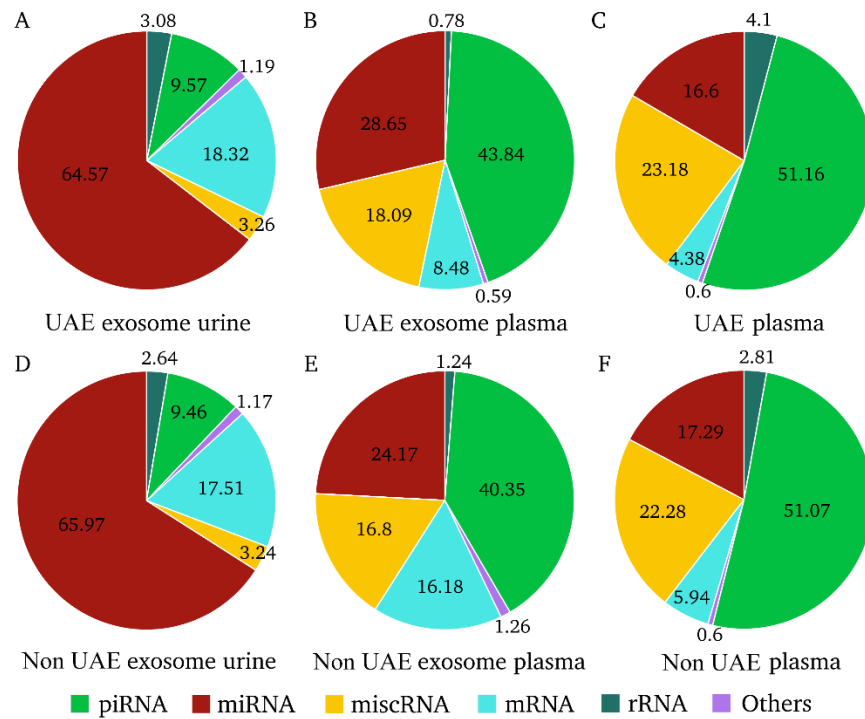 A
3.08
9.57
1.19
18.32
3.26
64.57
UAE exosome urine
B
0.78
43.84
0.59
8.48
18.09
28.65
UAE exosome plasma
C
4.1
51.16
0.6
4.38
23.18
16.6
UAE plasma
D
2.64
9.46
1.17
17.51
3.24
65.97
Non UAE exosome urine
E
1.24
40.35
1.26
16.18
16.8
24.17
Non UAE exosome plasma
F
2.81
51.07
0.6
5.94
22.28
17.29
Non UAE plasma
piRNA miRNA miscRNA mRNA rRNA Others